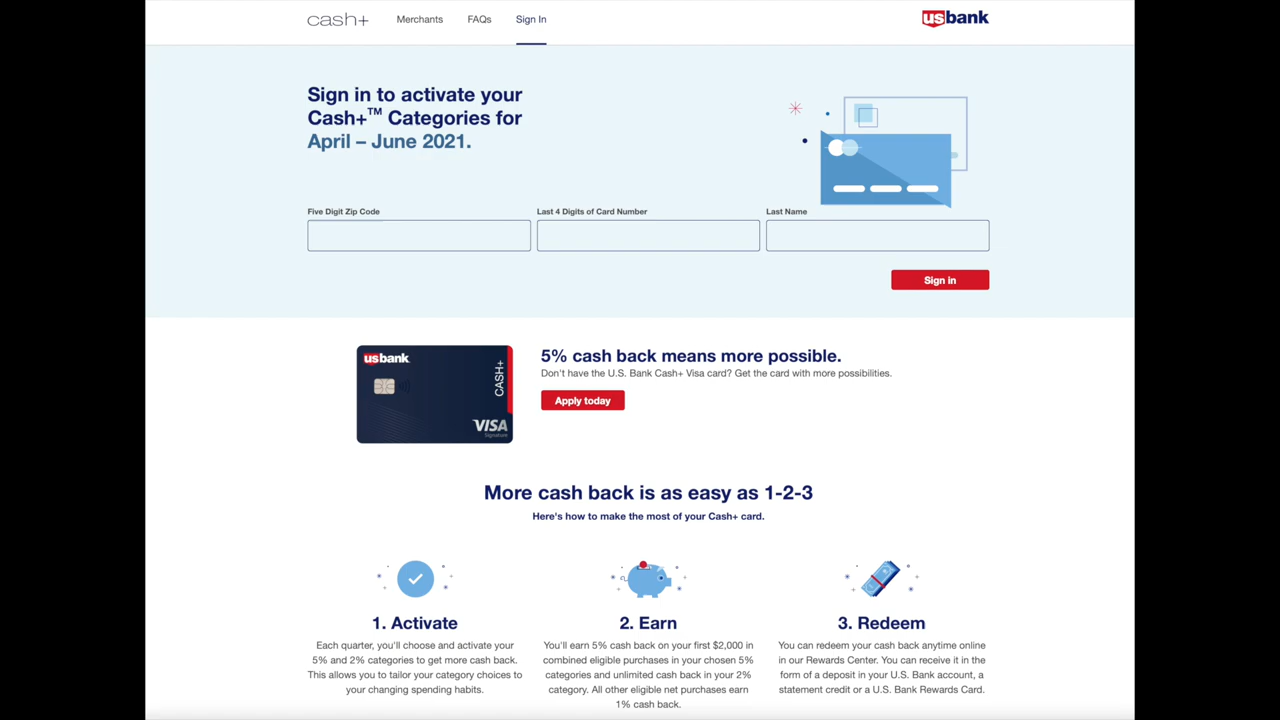 cash+ Merchants FAQs Sign In usbank
Sign in to activate your
Cash+™ Categories for
April – June 2021.
Five Digit Zip Code
Last 4 Digits of Card Number
Last Name
Sign in
usbank
CASH+
VISA
Signature
5% cash back means more possible.
Don't have the U.S. Bank Cash+ Visa card? Get the card with more possibilities.
Apply today
More cash back is as easy as 1-2-3
Here's how to make the most of your Cash+ card.
1. Activate
Each quarter, you'll choose and activate your
5% and 2% categories to get more cash back.
This allows you to tailor your category choices to
your changing spending habits.
2. Earn
You'll earn 5% cash back on your first $2,000 in
combined eligible purchases in your chosen 5%
categories and unlimited cash back in your 2%
category. All other eligible net purchases earn
1% cash back.
3. Redeem
You can redeem your cash back anytime online
in our Rewards Center. You can receive it in the
form of a deposit in your U.S. Bank account, a
statement credit or a U.S. Bank Rewards Card.